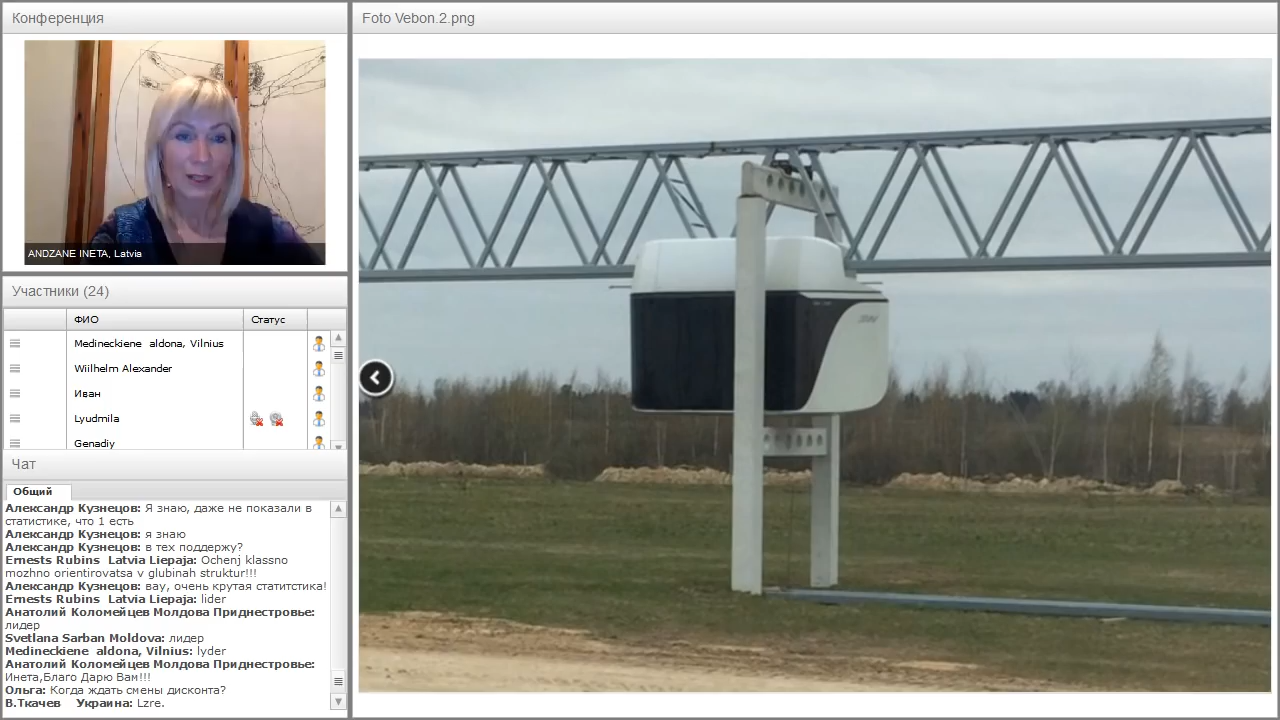 Конференция
ANDZANE INETA, Latvia
Участники (24)
ФИО Статус
Medineckiene aldona, Vilnius
Wiilhelm Alexander
Иван
Lyudmila
Genadiy
Чат
Общий
Александр Кузнецов: Я знаю, даже не показали в
статистике, что 1 есть
Александр Кузнецов: я знаю
Александр Кузнецов: в тех поддержу?
Ernests Rubins Latvia Liepaja: Ochenj klassno
mozhno orientirovatsa v glubinah struktur!!!
Александр Кузнецов: вау, очень крутая статитстика!
Ernests Rubins Latvia Liepaja: lider
Анатолий Коломейцев Молдова Приднестровье:
лидер
Svetlana Sarban Moldova: лидер
Medineckiene aldona, Vilnius: lyder
Анатолий Коломейцев Молдова Приднестровье:
Инета,Благо Дарю Вам!!!
Ольга: Когда ждать смены дисконта?
В.Ткачев Украина: Lzre.
Foto Vebon.2.png